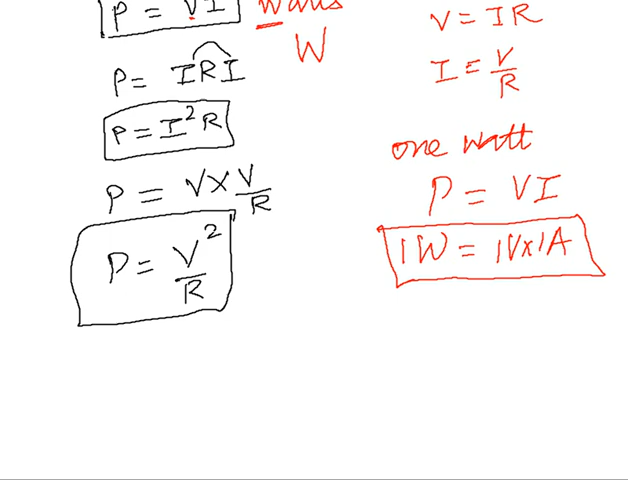 P = VI watts
W
P = IRI
P = I²R
P = V × V/R
P = V²/R
V = IR
I = V/R
one watt
P = VI
1W = 1V×1A